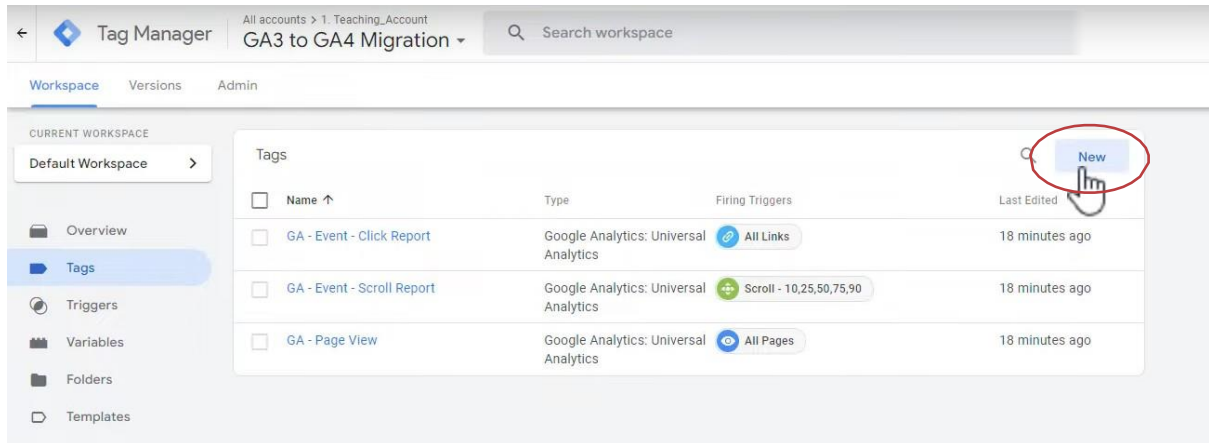 All accounts > 1. Teaching_Account
Tag Manager
GA3 to GA4 Migration
Search workspace
Workspace
Versions
Admin
CURRENT WORKSPACE
Default Workspace
Overview
Tags
Triggers
Variables
Folders
Templates
Tags
New
Name
Type
Firing Triggers
Last Edited
GA - Event - Click Report
Google Analytics: Universal
Analytics
All Links
18 minutes ago
GA - Event - Scroll Report
Google Analytics: Universal
Analytics
Scroll - 10,25,50,75,90
18 minutes ago
GA - Page View
Google Analytics: Universal
Analytics
All Pages
18 minutes ago